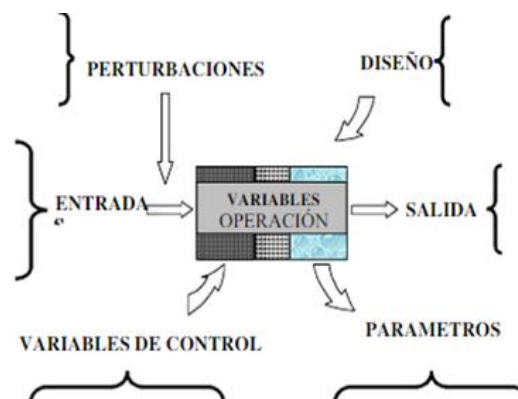 PERTURBACIONES
DISEÑO
ENTRADA
VARIABLES
OPERACIÓN
SALIDA
VARIABLES DE CONTROL
PARAMETROS